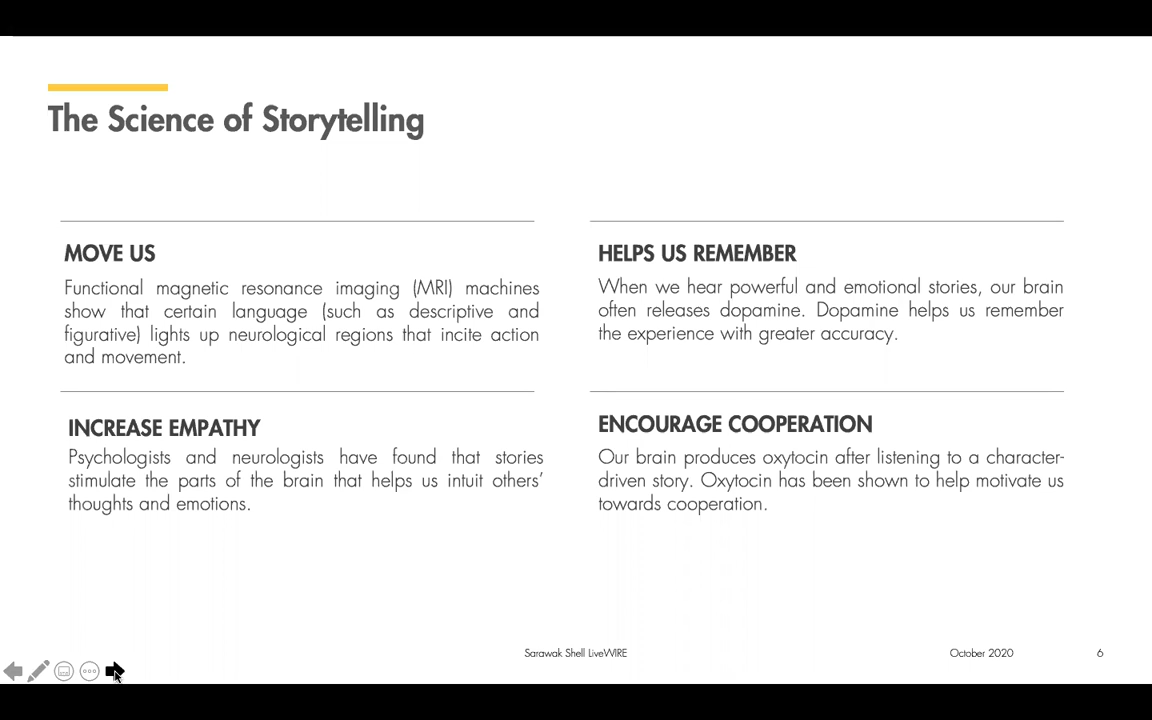 The Science of Storytelling
MOVE US
Functional magnetic resonance imaging (MRI) machines
show that certain language (such as descriptive and
figurative) lights up neurological regions that incite action
and movement.
HELPS US REMEMBER
When we hear powerful and emotional stories, our brain
often releases dopamine. Dopamine helps us remember
the experience with greater accuracy.
INCREASE EMPATHY
Psychologists and neurologists have found that stories
stimulate the parts of the brain that helps us intuit others’
thoughts and emotions.
ENCOURAGE COOPERATION
Our brain produces oxytocin after listening to a character-
driven story. Oxytocin has been shown to help motivate us
towards cooperation.
Sarawak Shell LiveWIRE
October 2020
6